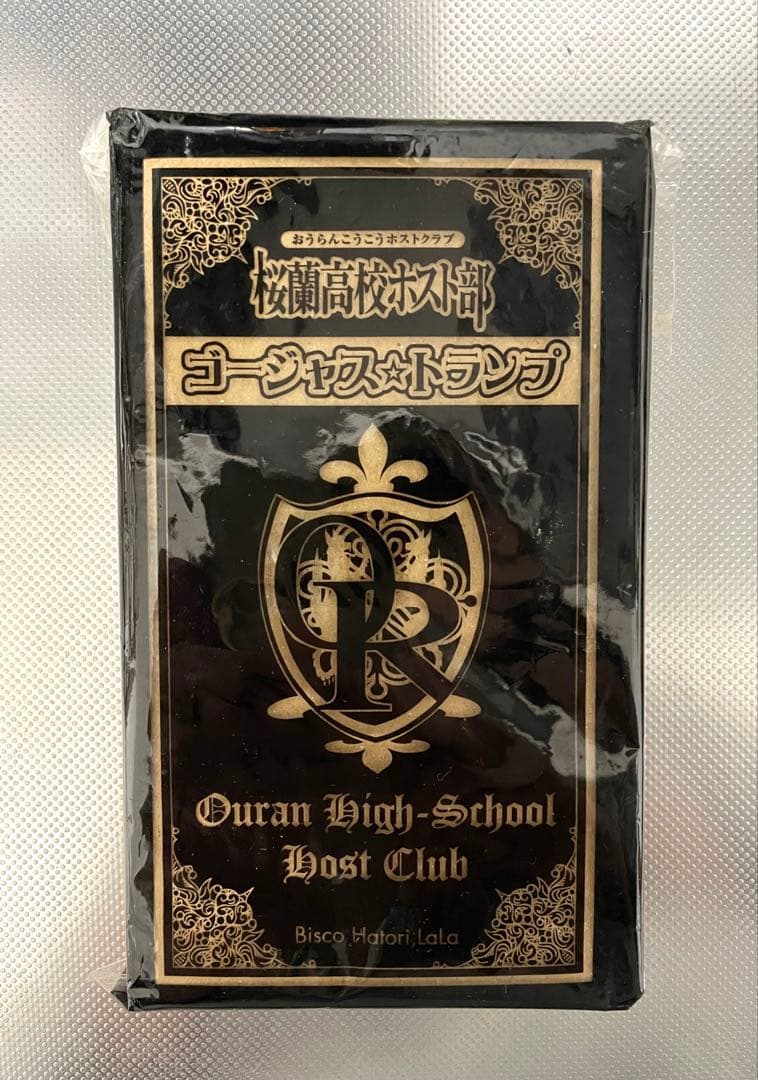 おうらんこうこうホストクラブ
桜蘭高校ホスト部
ゴージャス☆トランプ
OR
Ouran High-School
Host Club
Bisco Hatori,LaLa